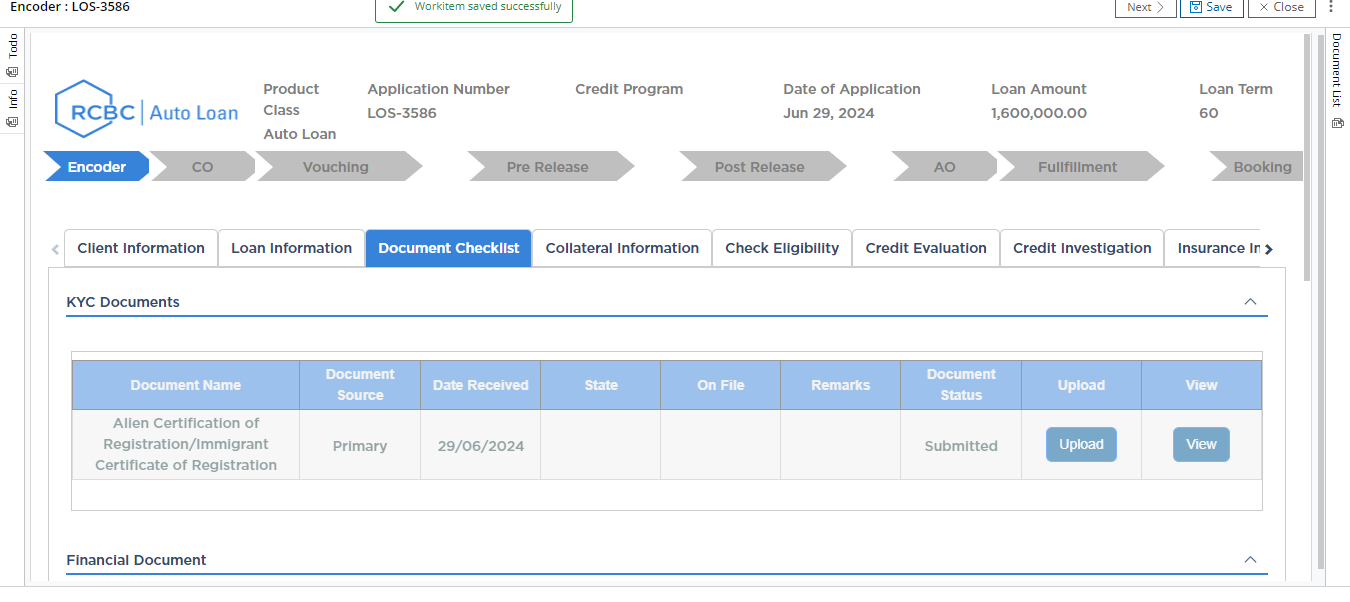 Encoder : LOS-3586
Workitem saved successfully
Next
Save
Close
Todo
Info
Document List
RCBC Auto Loan
Product Class
Auto Loan
Application Number
LOS-3586
Credit Program
Date of Application
Jun 29, 2024
Loan Amount
1,600,000.00
Loan Term
60
Encoder
CO
Vouching
Pre Release
Post Release
AO
Fullfillment
Booking
Client Information
Loan Information
Document Checklist
Collateral Information
Check Eligibility
Credit Evaluation
Credit Investigation
Insurance In
KYC Documents
Document Name
Document Source
Date Received
State
On File
Remarks
Document Status
Upload
View
Alien Certification of
Registration/Immigrant
Certificate of Registration
Primary
29/06/2024
Submitted
Upload
View
Financial Document